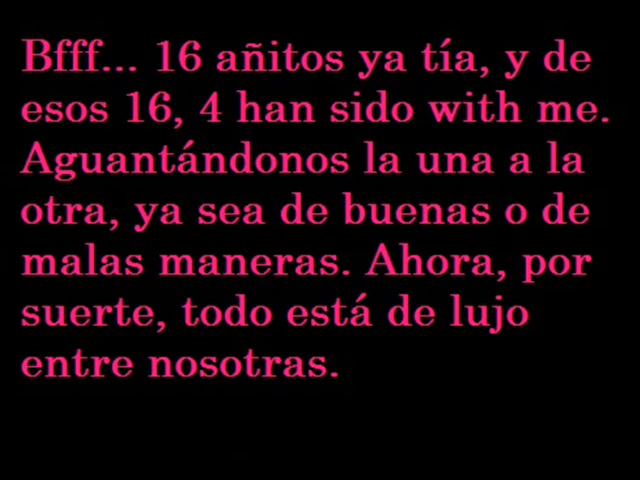 Bfff... 16 añitos ya tía, y de
esos 16, 4 han sido with me.
Aguantándonos la una a la
otra, ya sea de buenas o de
malas maneras. Ahora, por
suerte, todo está de lujo
entre nosotras.